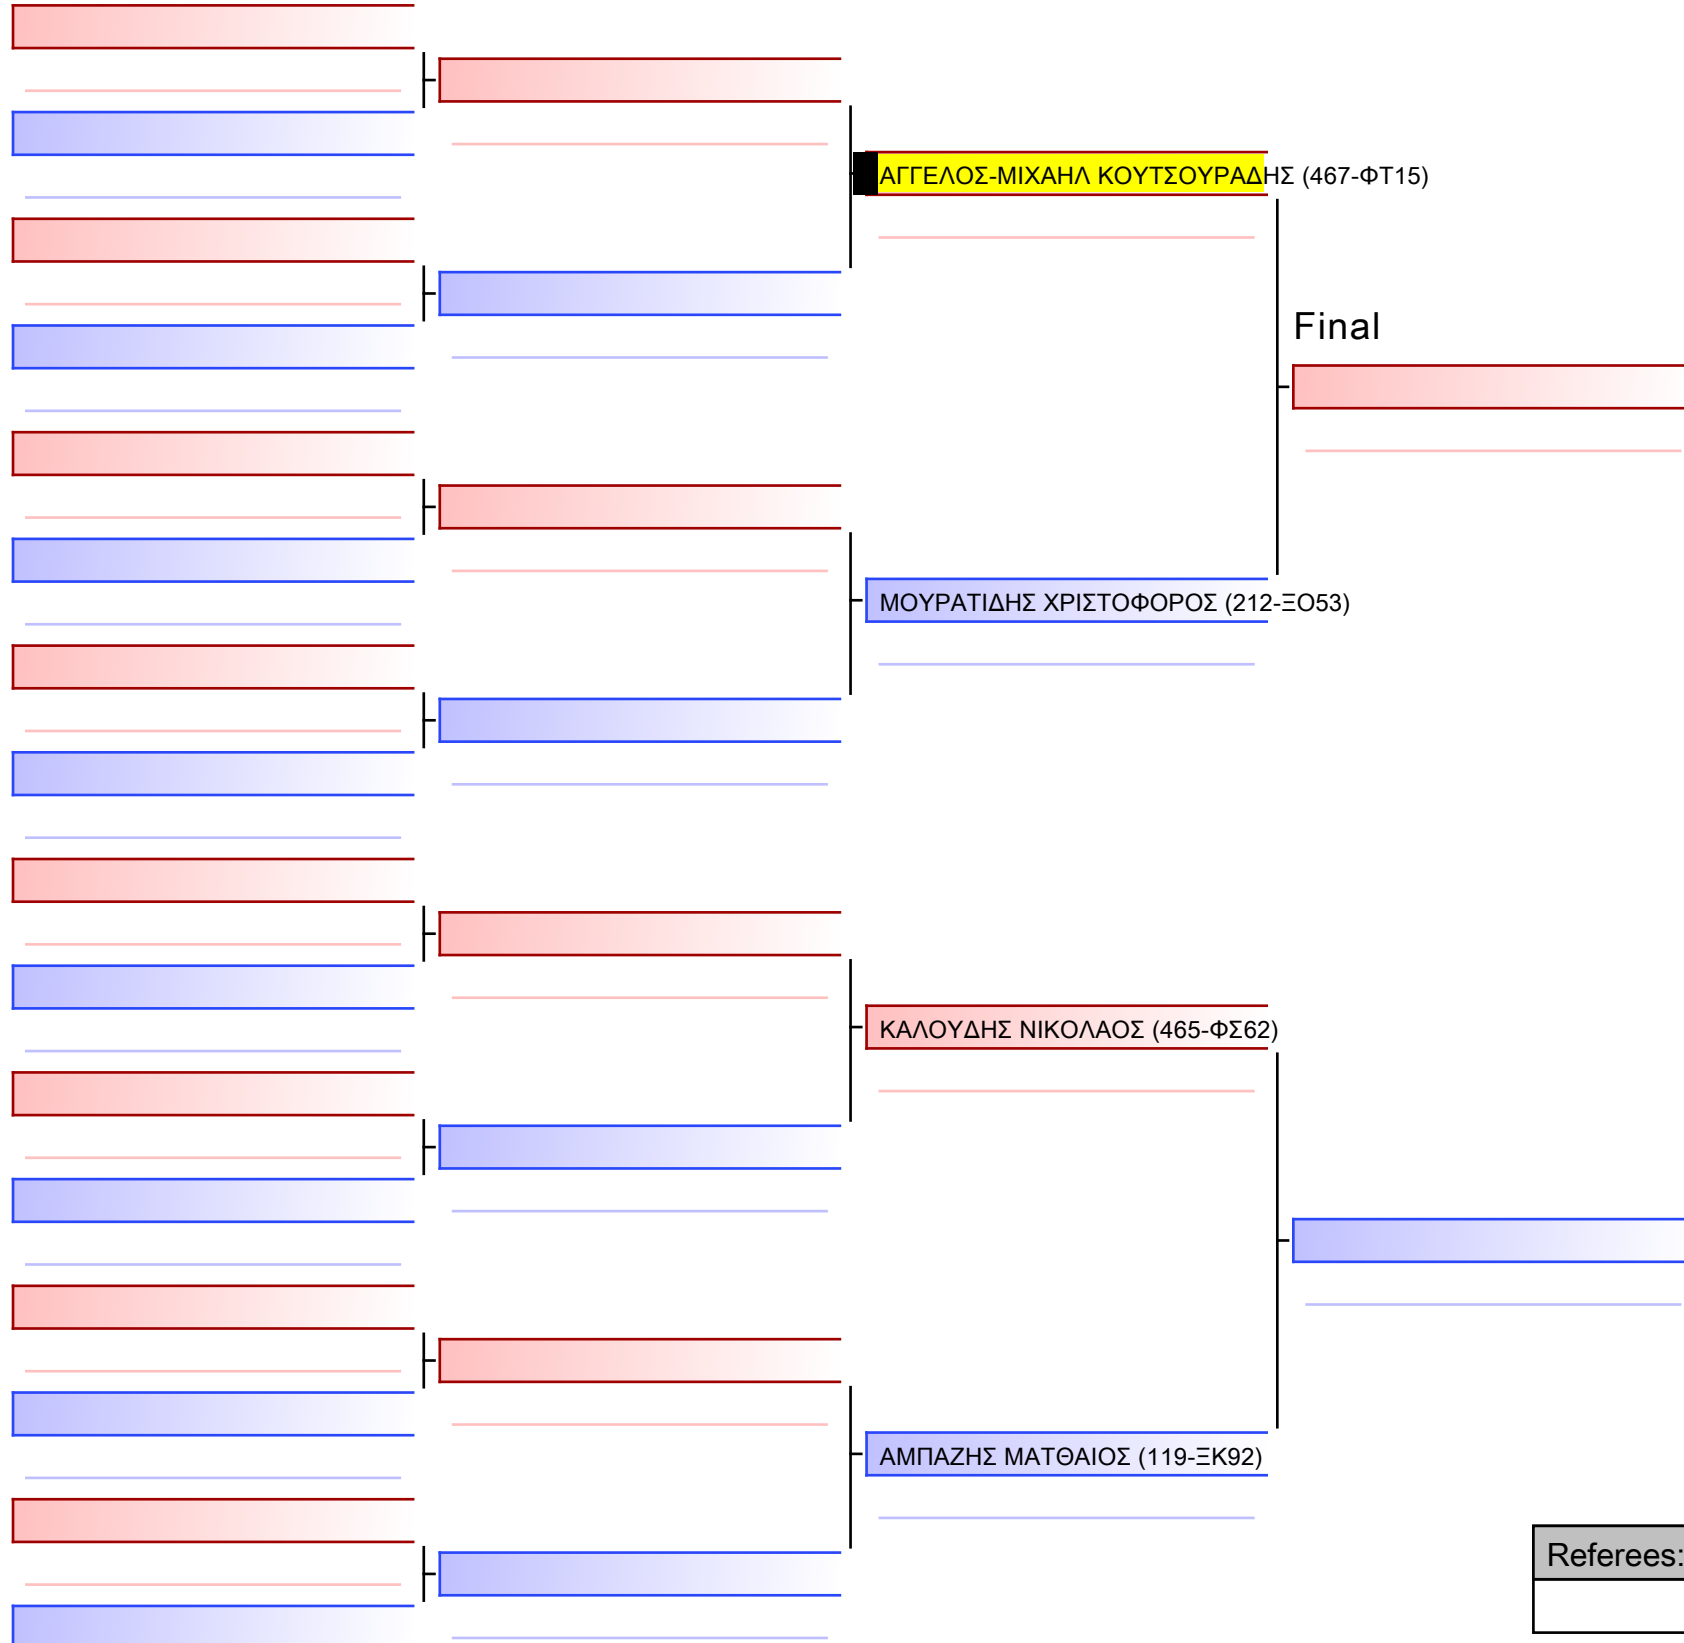 ΑΓΓΕΛΟΣ-ΜΙΧΑΗΛ ΚΟΥΤΣΟΥΡΑΔΗΣ (467-ΦΤ15)
Final
ΜΟΥΡΑΤΙΔΗΣ ΧΡΙΣΤΟΦΟΡΟΣ (212-ΞΟ53)
ΚΑΛΟΥΔΗΣ ΝΙΚΟΛΑΟΣ (465-ΦΣ62)
ΑΜΠΑΖΗΣ ΜΑΤΘΑΙΟΣ (119-ΞΚ92)
Referees: